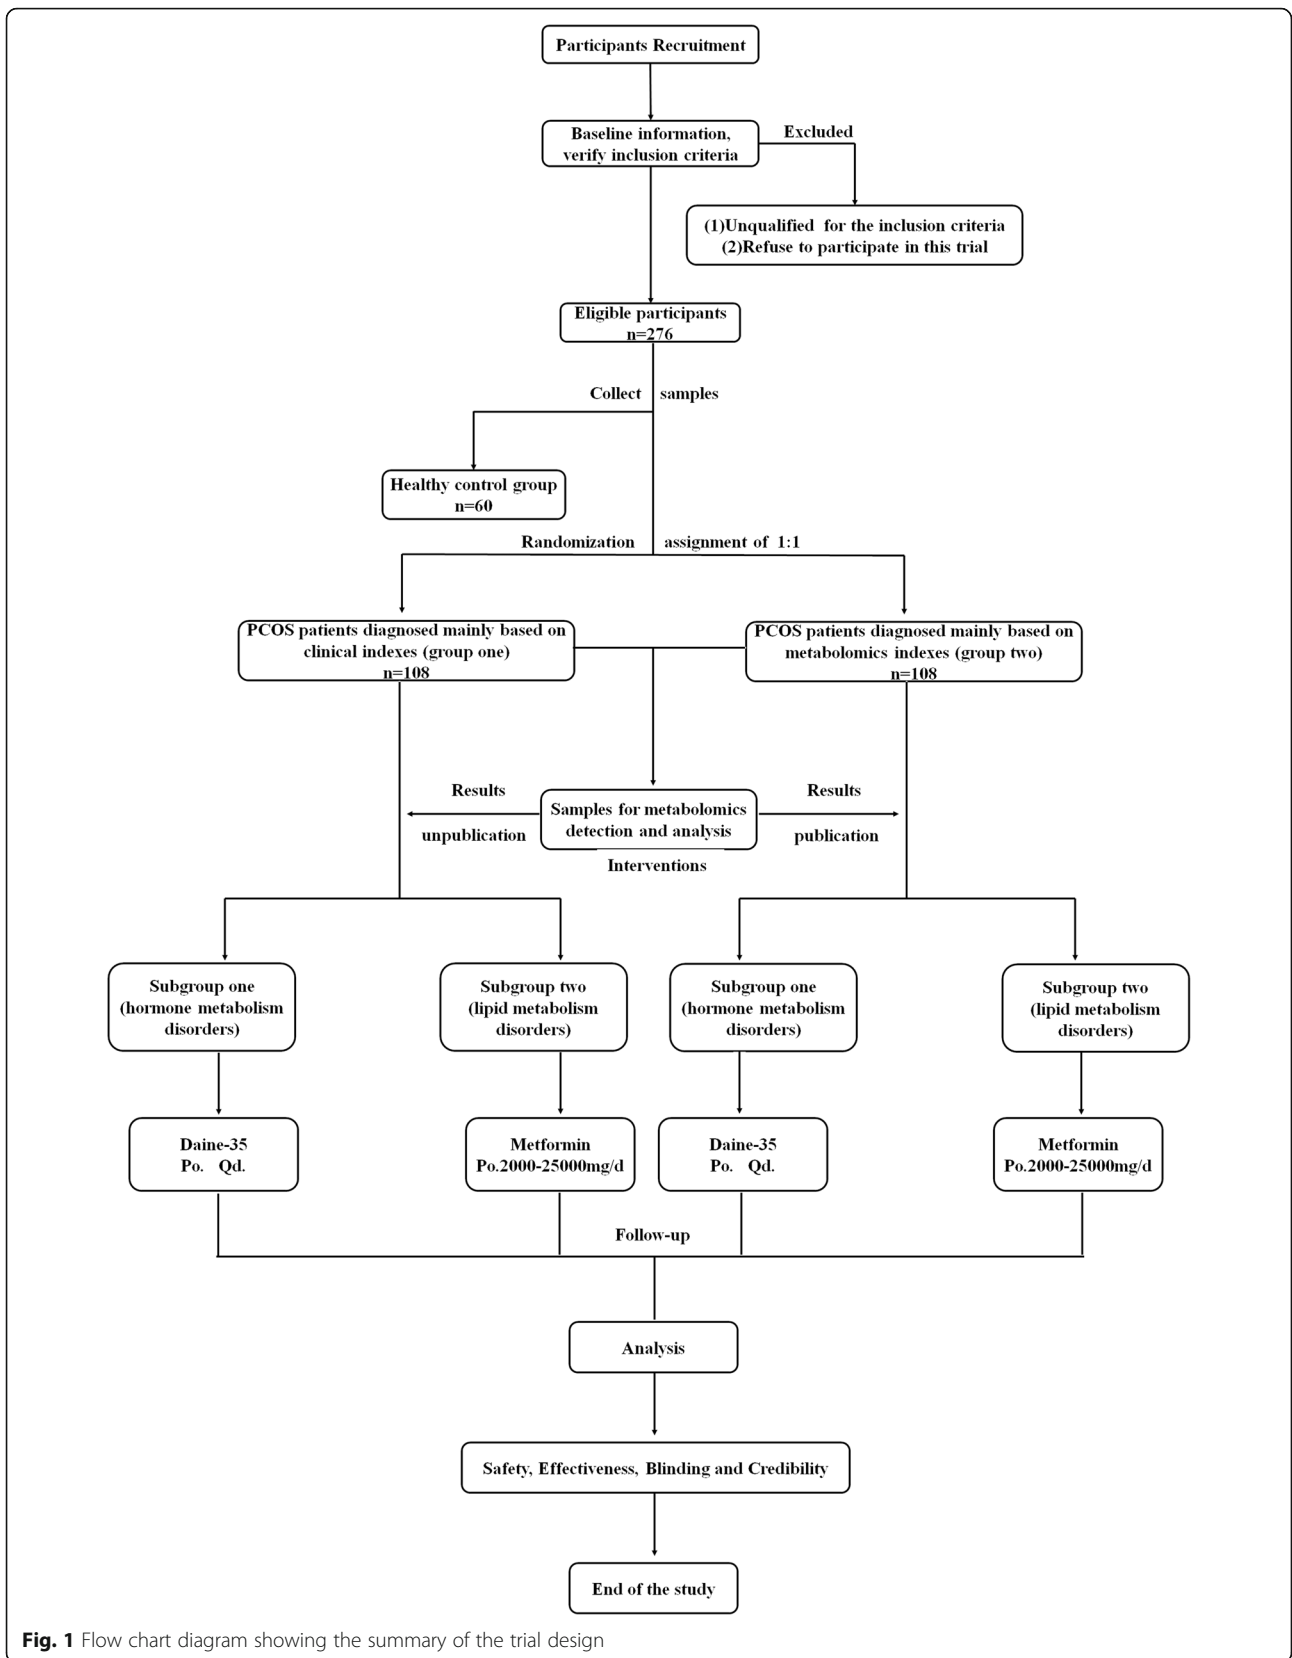 Participants Recruitment
Baseline information,
verify inclusion criteria
Excluded
(1)Unqualified for the inclusion criteria
(2)Refuse to participate in this trial
Eligible participants
n=276
Collect samples
Healthy control group
n=60
Randomization assignment of 1:1
PCOS patients diagnosed mainly based on
clinical indexes (group one)
n=108
PCOS patients diagnosed mainly based on
metabolomics indexes (group two)
n=108
Results
unpublication
Samples for metabolomics
detection and analysis
Results
publication
Interventions
Subgroup one
(hormone metabolism
disorders)
Subgroup two
(lipid metabolism
disorders)
Subgroup one
(hormone metabolism
disorders)
Subgroup two
(lipid metabolism
disorders)
Daine-35
Po. Qd.
Metformin
Po.2000-25000mg/d
Daine-35
Po. Qd.
Metformin
Po.2000-25000mg/d
Follow-up
Analysis
Safety, Effectiveness, Blinding and Credibility
End of the study
Fig. 1 Flow chart diagram showing the summary of the trial design